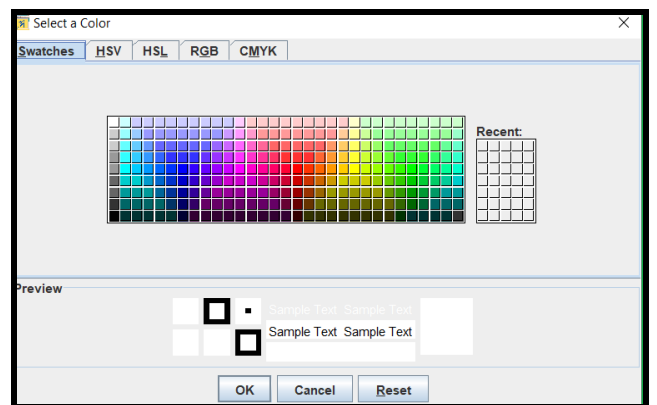 Select a Color
Swatches HSV HSL RGB CMYK
Recent:
Preview
Sample Text Sample Text
Sample Text Sample Text
OK Cancel Reset